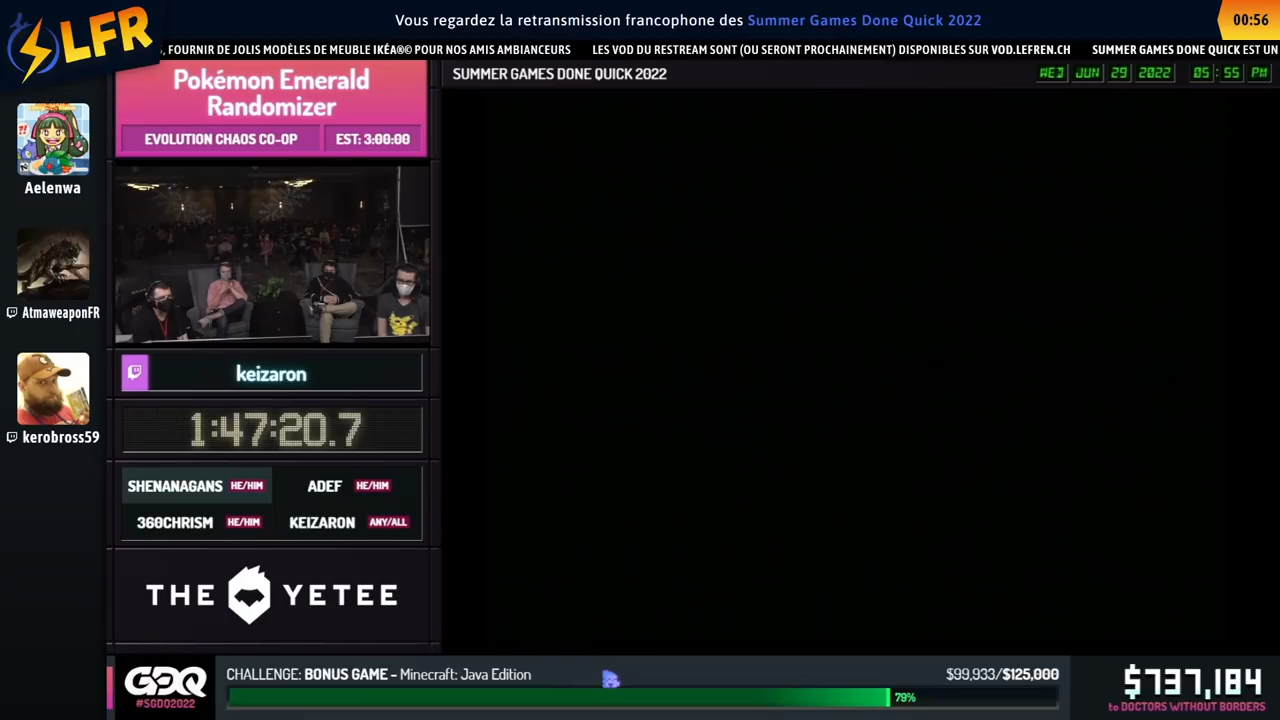 LFR
Vous regardez la retransmission francophone des Summer Games Done Quick 2022
00:56
, FOURNIR DE JOLIS MODÈLES DE MEUBLE IKÉA®© POUR NOS AMIS AMBIANCEURS
LES VOD DU RESTREAM SONT (OU SERONT PROCHAINEMENT) DISPONIBLES SUR VOD.LEFREN.CH
SUMMER GAMES DONE QUICK EST UN
Pokémon Emerald
Randomizer
EVOLUTION CHAOS CO-OP
EST: 3:00:00
SUMMER GAMES DONE QUICK 2022
WED JUN 29 2022 05:55 PM
Aelenwa
AtmaweaponFR
kerobross59
keizaron
1:47:20.7
SHENANAGANS HE/HIM
ADEF HE/HIM
360CHRISM HE/HIM
KEIZARON ANY/ALL
THE YETEE
GDQ
#SGDQ2022
CHALLENGE: BONUS GAME - Minecraft: Java Edition
$99,933/$125,000
79%
$737,184
to DOCTORS WITHOUT BORDERS